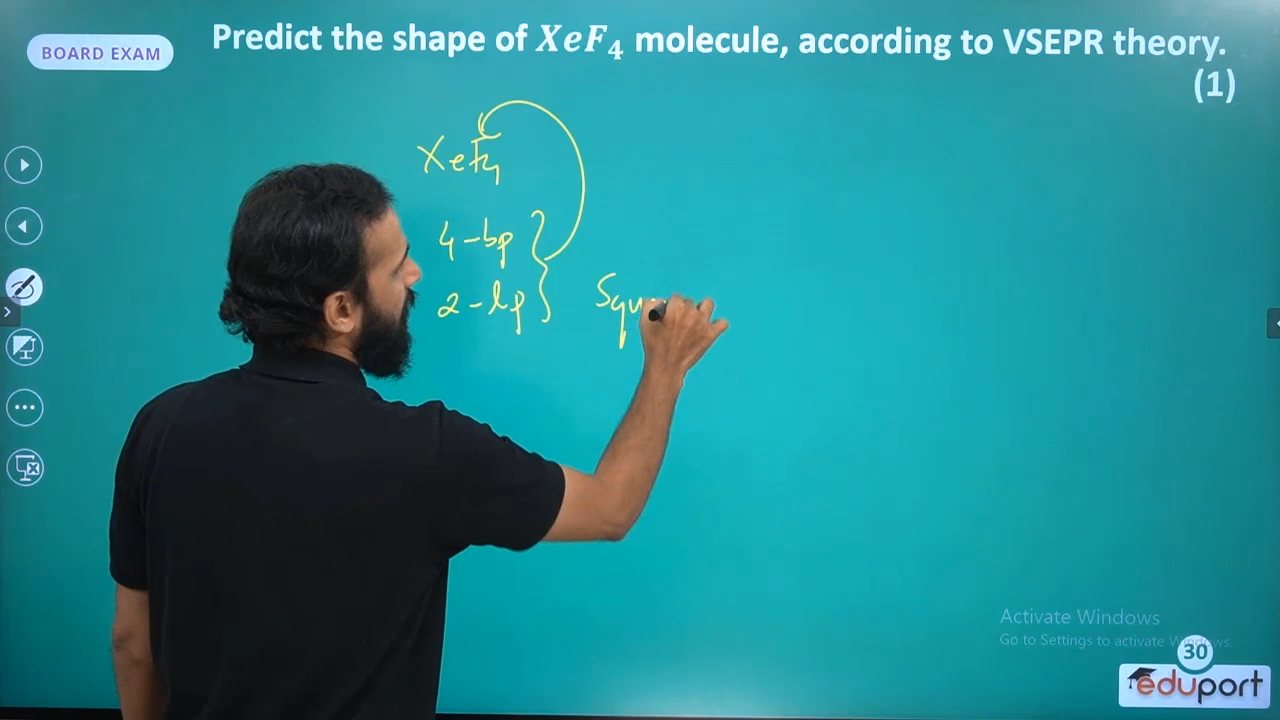 BOARD EXAM
Predict the shape of XeF₄ molecule, according to VSEPR theory.
(1)
XeF4
4-bp
2-lp
Squ
Activate Windows
Go to Settings to activate Windows.
30
eduport